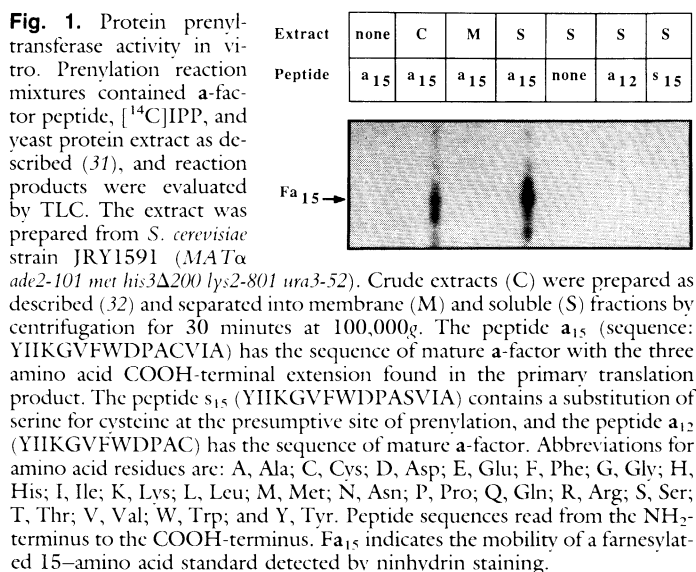 Fig. 1. Protein prenyl-
transferase activity in vi-
tro. Prenylation reaction
mixtures contained a-fac-
tor peptide, [¹⁴C]IPP, and
yeast protein extract as de-
scribed (31), and reaction
products were evaluated
by TLC. The extract was
prepared from S. cerevisiae
strain JRY1591 (MATα
ade2-101 met his3Δ200 lys2-801 ura3-52). Crude extracts (C) were prepared as
described (32) and separated into membrane (M) and soluble (S) fractions by
centrifugation for 30 minutes at 100,000g. The peptide a₁₅ (sequence:
YIIKGVFWDPACVIA) has the sequence of mature a-factor with the three
amino acid COOH-terminal extension found in the primary translation
product. The peptide s₁₅ (YIIKGVFWDPASVIA) contains a substitution of
serine for cysteine at the presumptive site of prenylation, and the peptide a₁₂
(YIIKGVFWDPAC) has the sequence of mature a-factor. Abbreviations for
amino acid residues are: A, Ala; C, Cys; D, Asp; E, Glu; F, Phe; G, Gly; H,
His; I, Ile; K, Lys; L, Leu; M, Met; N, Asn; P, Pro; Q, Gln; R, Arg; S, Ser;
T, Thr; V, Val; W, Trp; and Y, Tyr. Peptide sequences read from the NH₂-
terminus to the COOH-terminus. Fa₁₅ indicates the mobility of a farnesylat-
ed 15–amino acid standard detected by ninhydrin staining.
Extract none C M S S S S
Peptide a15 a15 a15 a15 none a12 s15
Fa15